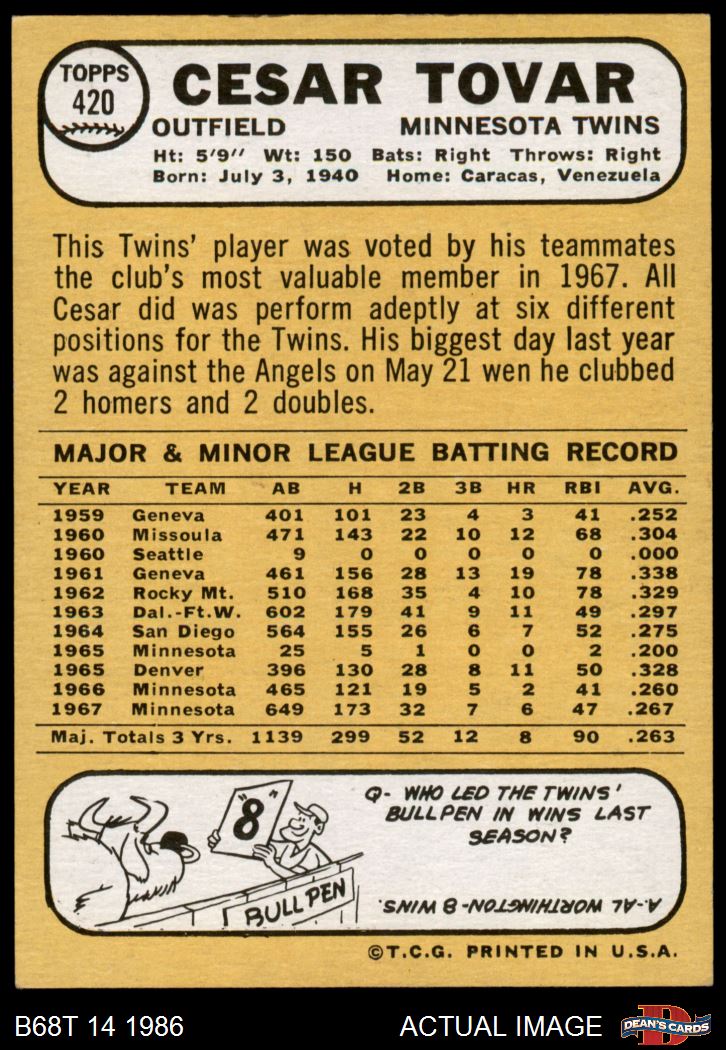 TOPPS
420
CESAR TOVAR
OUTFIELD MINNESOTA TWINS
Ht: 5'9" Wt: 150 Bats: Right Throws: Right
Born: July 3, 1940 Home: Caracas, Venezuela
This Twins' player was voted by his teammates
the club's most valuable member in 1967. All
Cesar did was perform adeptly at six different
positions for the Twins. His biggest day last year
was against the Angels on May 21 wen he clubbed
2 homers and 2 doubles.
MAJOR & MINOR LEAGUE BATTING RECORD
YEAR TEAM AB H 2B 3B HR RBI AVG.
1959 Geneva 401 101 23 4 3 41 .252
1960 Missoula 471 143 22 10 12 68 .304
1960 Seattle 9 0 0 0 0 0 .000
1961 Geneva 461 156 28 13 19 78 .338
1962 Rocky Mt. 510 168 35 4 10 78 .329
1963 Dal.-Ft.W. 602 179 41 9 11 49 .297
1964 San Diego 564 155 26 6 7 52 .275
1965 Minnesota 25 5 1 0 0 2 .200
1965 Denver 396 130 28 8 11 50 .328
1966 Minnesota 465 121 19 5 2 41 .260
1967 Minnesota 649 173 32 7 6 47 .267
Maj. Totals 3 Yrs. 1139 299 52 12 8 90 .263
"8"
BULL PEN
Q- WHO LED THE TWINS'
BULLPEN IN WINS LAST
SEASON?
A-AL WORTHINGTON-8 WINS.
©T.C.G. PRINTED IN U.S.A.
B68T 14 1986 ACTUAL IMAGE
D
DEAN'S CARDS